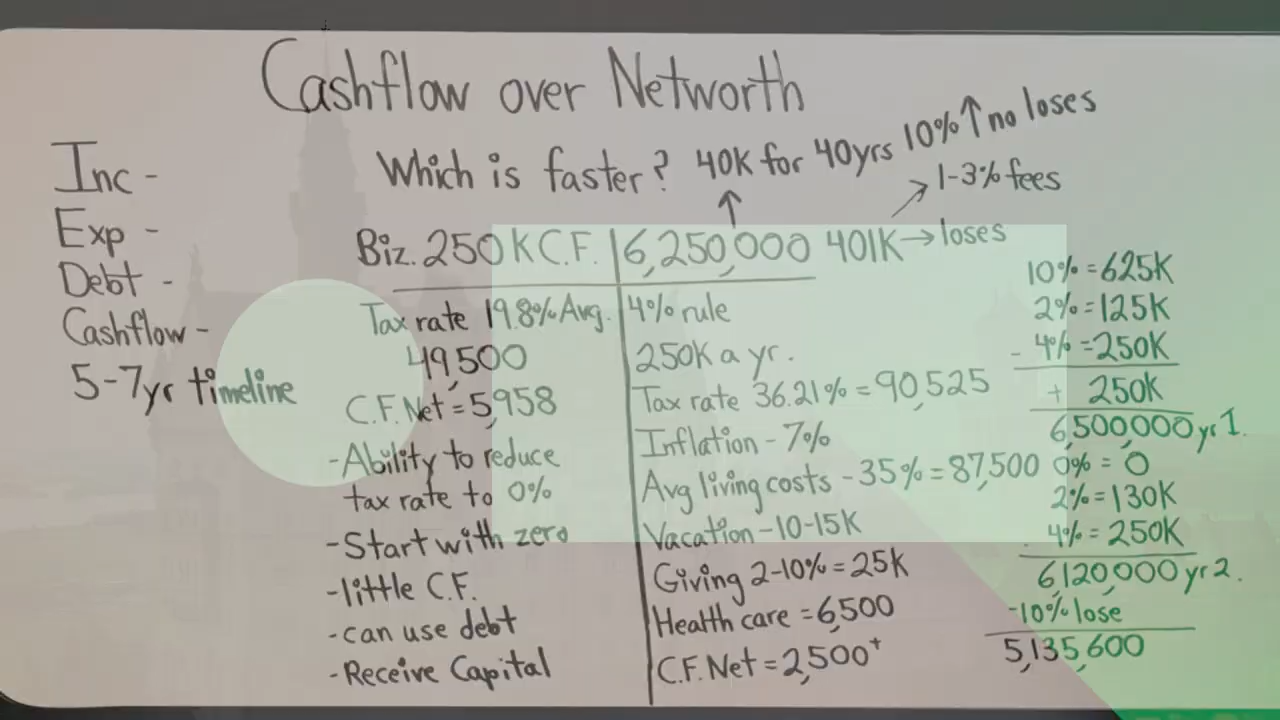 Cashflow over Networth
Inc -
Exp -
Debt -
Cashflow -
5-7yr timeline
Which is faster? 40K for 40yrs 10%↑ no loses
→ 1-3% fees
Biz. 250K C.F. 6,250,000 401K → loses
Tax rate 19.8% Avg.
49,500
C.F. Net = 5,958
-Ability to reduce
tax rate to 0%
-Start with zero
-little C.F.
-can use debt
-Receive Capital
4% rule
250K a yr.
Tax rate 36.21% = 90,525
Inflation - 7%
Avg living costs - 35% = 87,500
Vacation - 10-15K
Giving 2-10% = 25K
Health care = 6,500
C.F. Net = 2,500+
10% = 625K
2% = 125K
- 4% = 250K
+ 250K
6,500,000 yr 1.
0% = 0
2% = 130K
- 4% = 250K
6,120,000 yr 2.
-10% lose
5,135,600